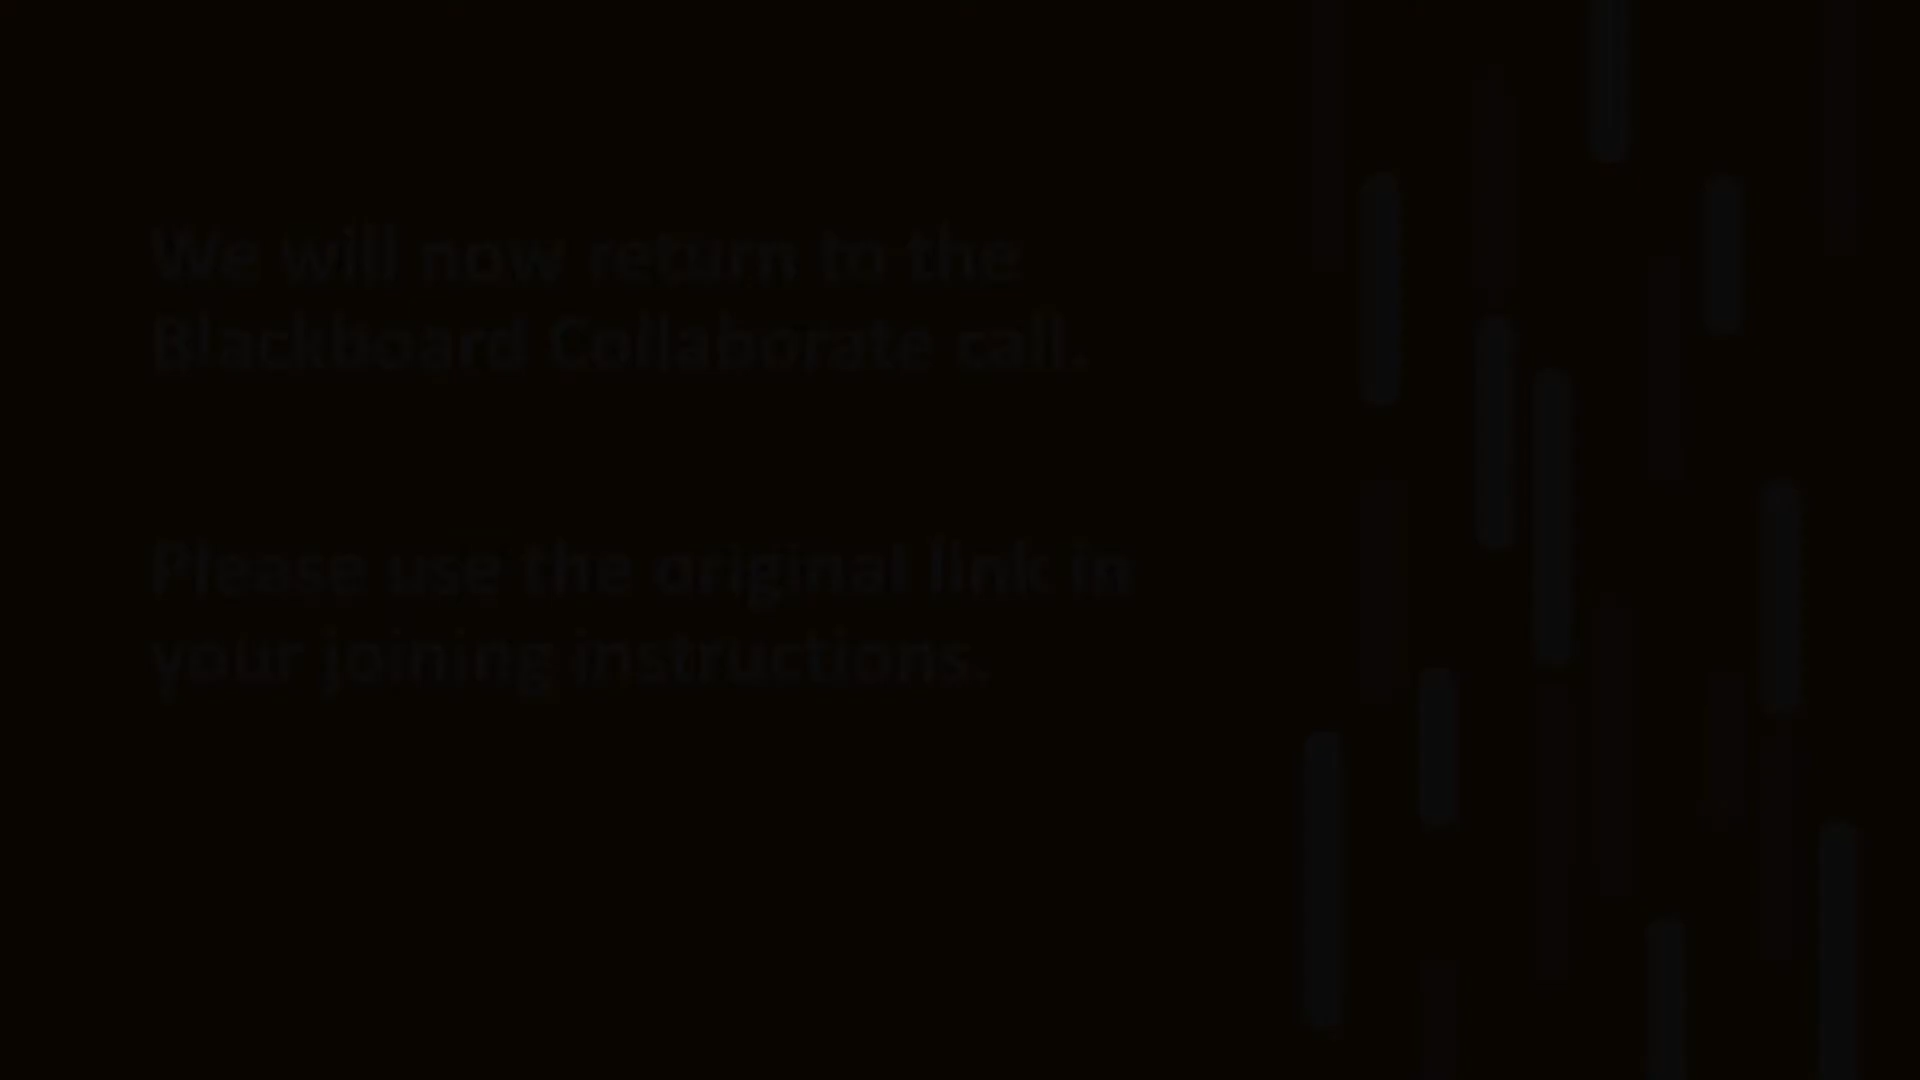 We will now return to the
Blackboard Collaborate call.
Please use the original link in
your joining instructions.